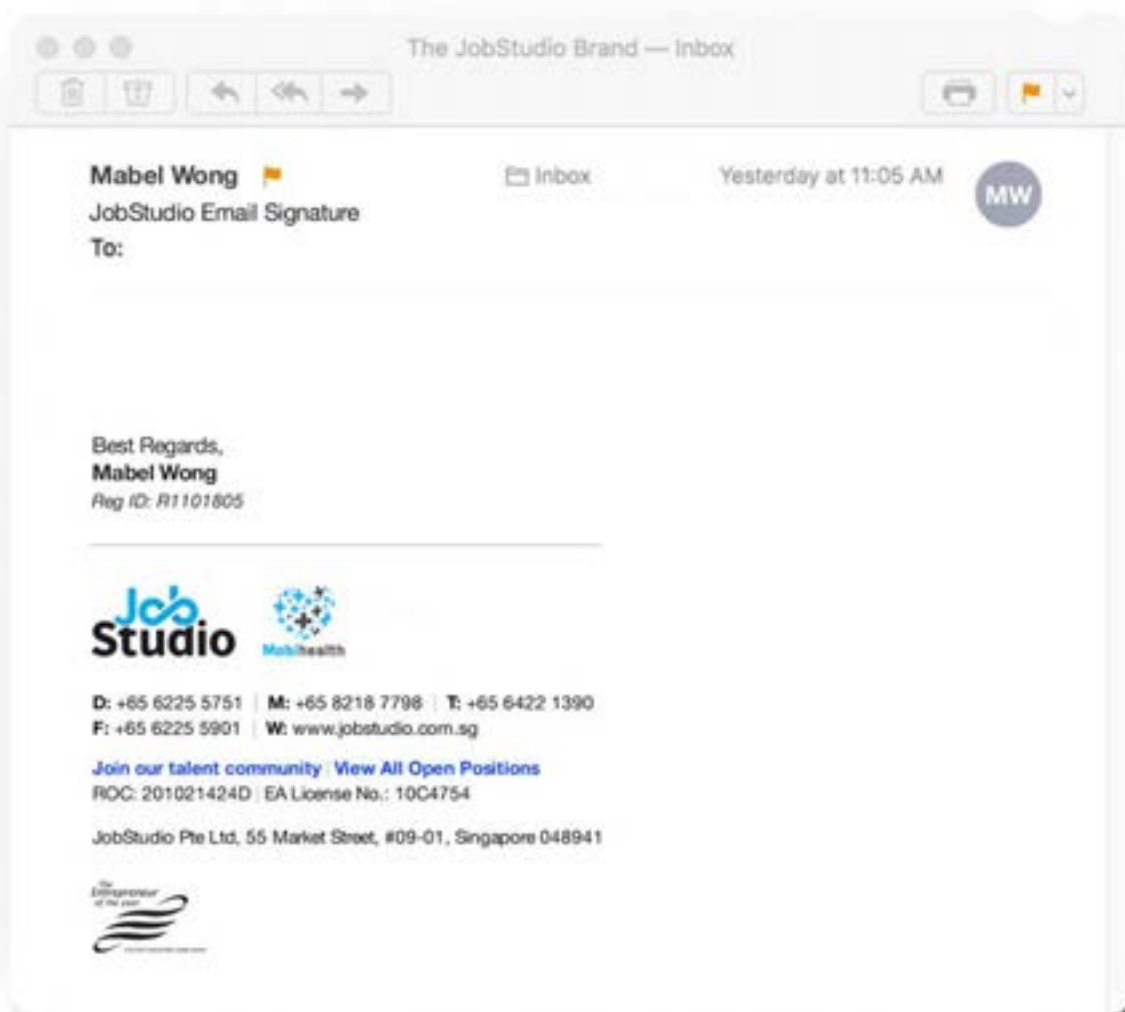 The JobStudio Brand — Inbox
Mabel Wong
Inbox
Yesterday at 11:05 AM
MW
JobStudio Email Signature
To:
Best Regards,
Mabel Wong
Reg ID: R1101805
Job
Studio
Mobihealth
D: +65 6225 5751 | M: +65 8218 7798 | T: +65 6422 1390
F: +65 6225 5901 | W: www.jobstudio.com.sg
Join our talent community | View All Open Positions
ROC: 201021424D | EA License No.: 10C4754
JobStudio Pte Ltd, 55 Market Street, #09-01, Singapore 048941
The
Entrepreneur
of the year